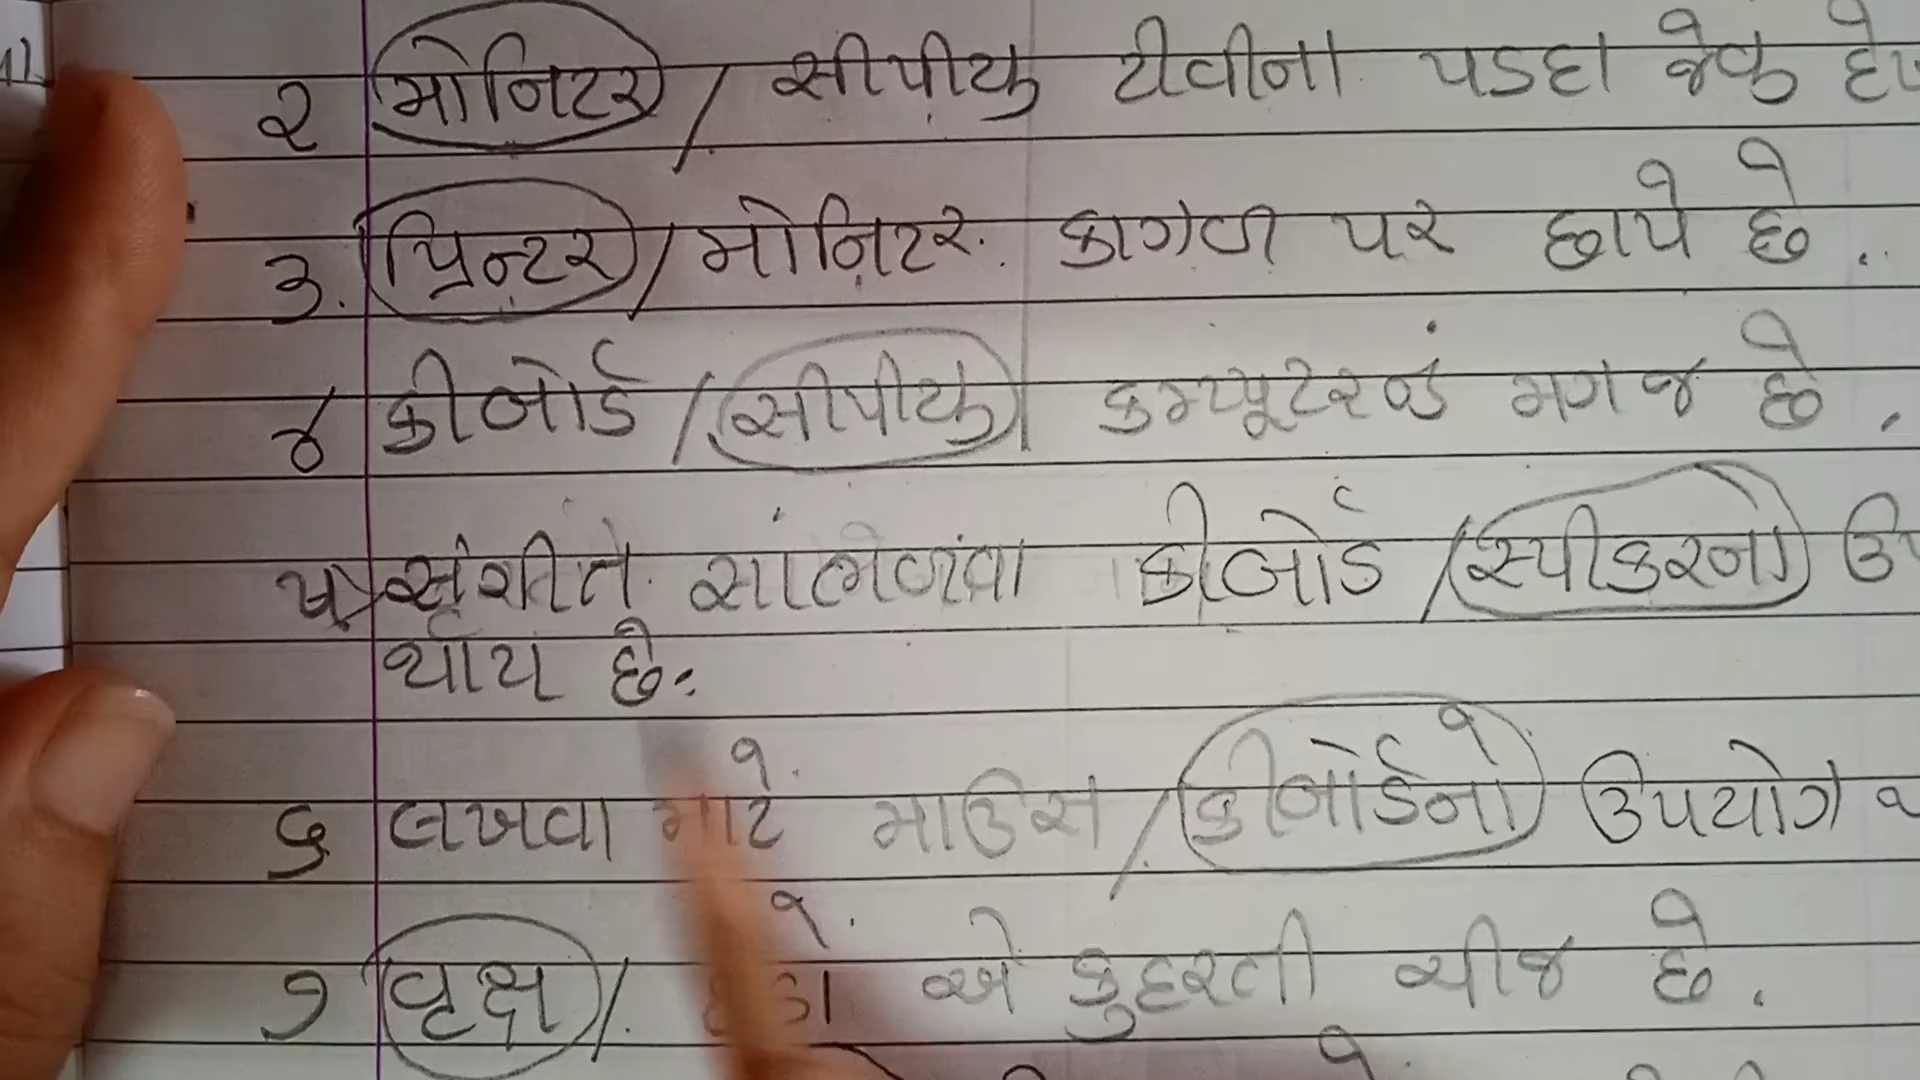 ૨ મોનિટર / સીપીયુ ટીવીના પડદા જેવુ
૩. પ્રિન્ટર / મોનિટર કાગળ પર છાપે છે.
૪ કીબોર્ડ / સીપીયુ કમ્પ્યૂટરનું મગજ છે.
૫ સંગીત સાંભળવા કીબોર્ડ / સ્પીકરનો
થાય છે.
૬ લખવા માટે માઉસ / કીબોર્ડનો ઉપયોગ
૭ વૃક્ષ / એ કુદરતી ચીજ છે.